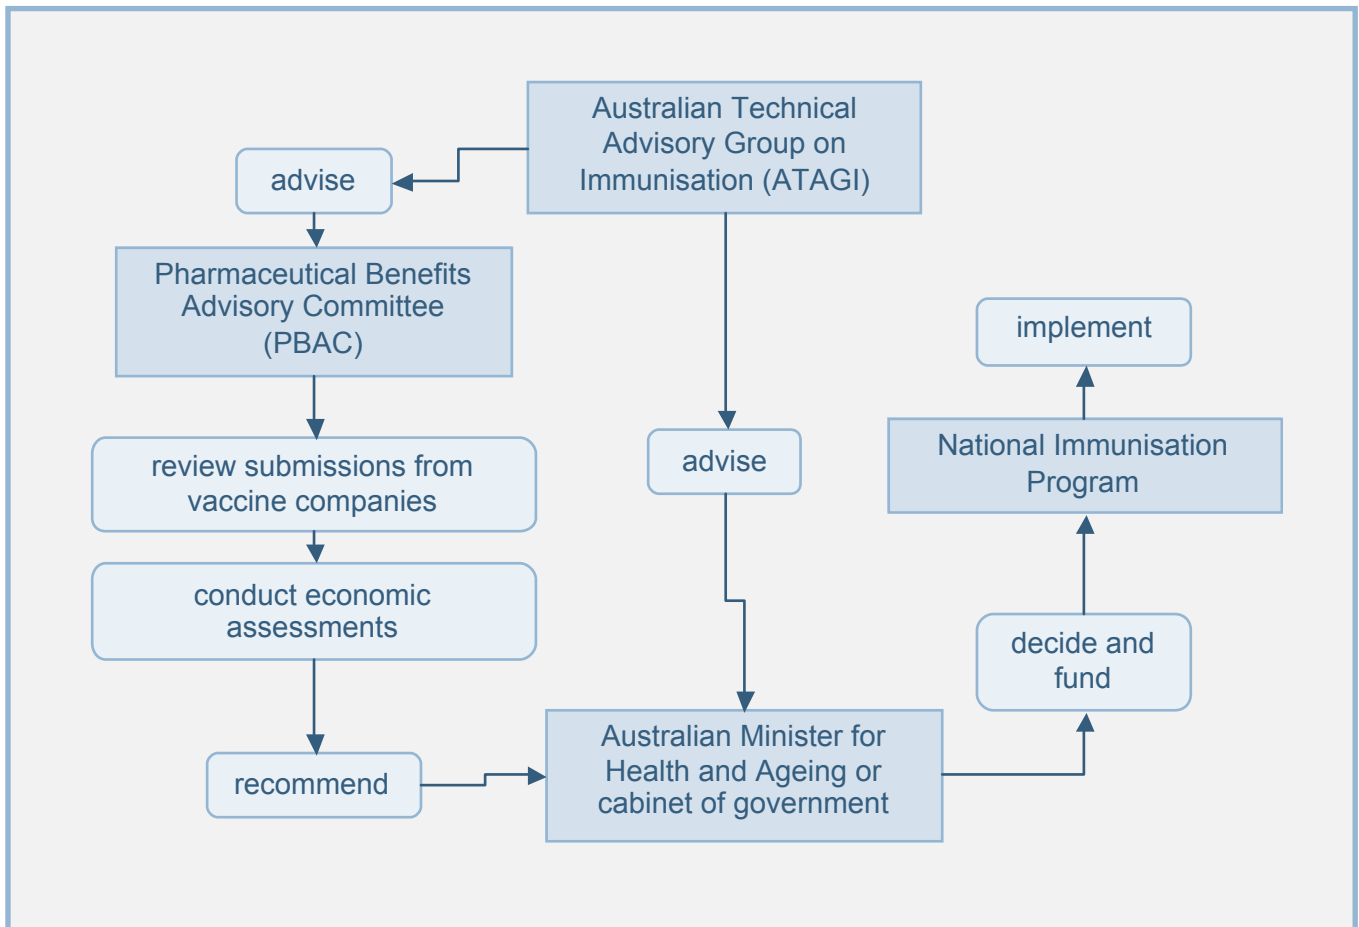 Australian Technical
Advisory Group on
Immunisation (ATAGI)
advise
Pharmaceutical Benefits
Advisory Committee
(PBAC)
review submissions from
vaccine companies
conduct economic
assessments
recommend
advise
Australian Minister for
Health and Ageing or
cabinet of government
decide and
fund
National Immunisation
Program
implement